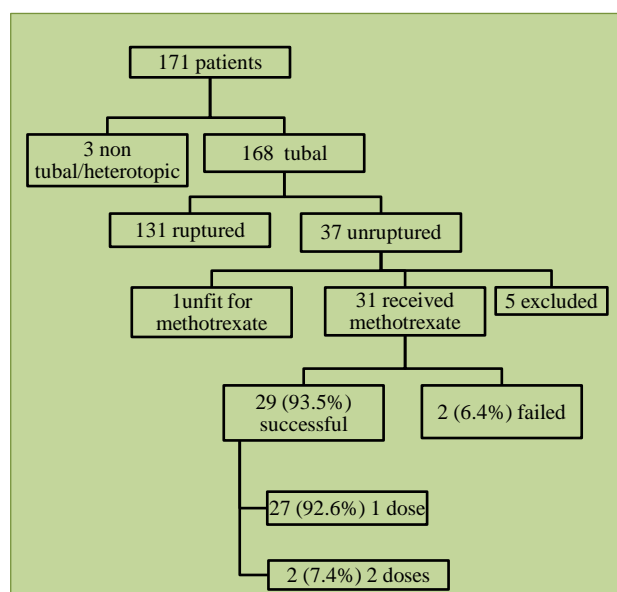 171 patients
3 non
tubal/heterotopic
168 tubal
131 ruptured
37 unruptured
1unfit for
methotrexate
31 received
methotrexate
5 excluded
29 (93.5%)
successful
2 (6.4%) failed
27 (92.6%) 1 dose
2 (7.4%) 2 doses